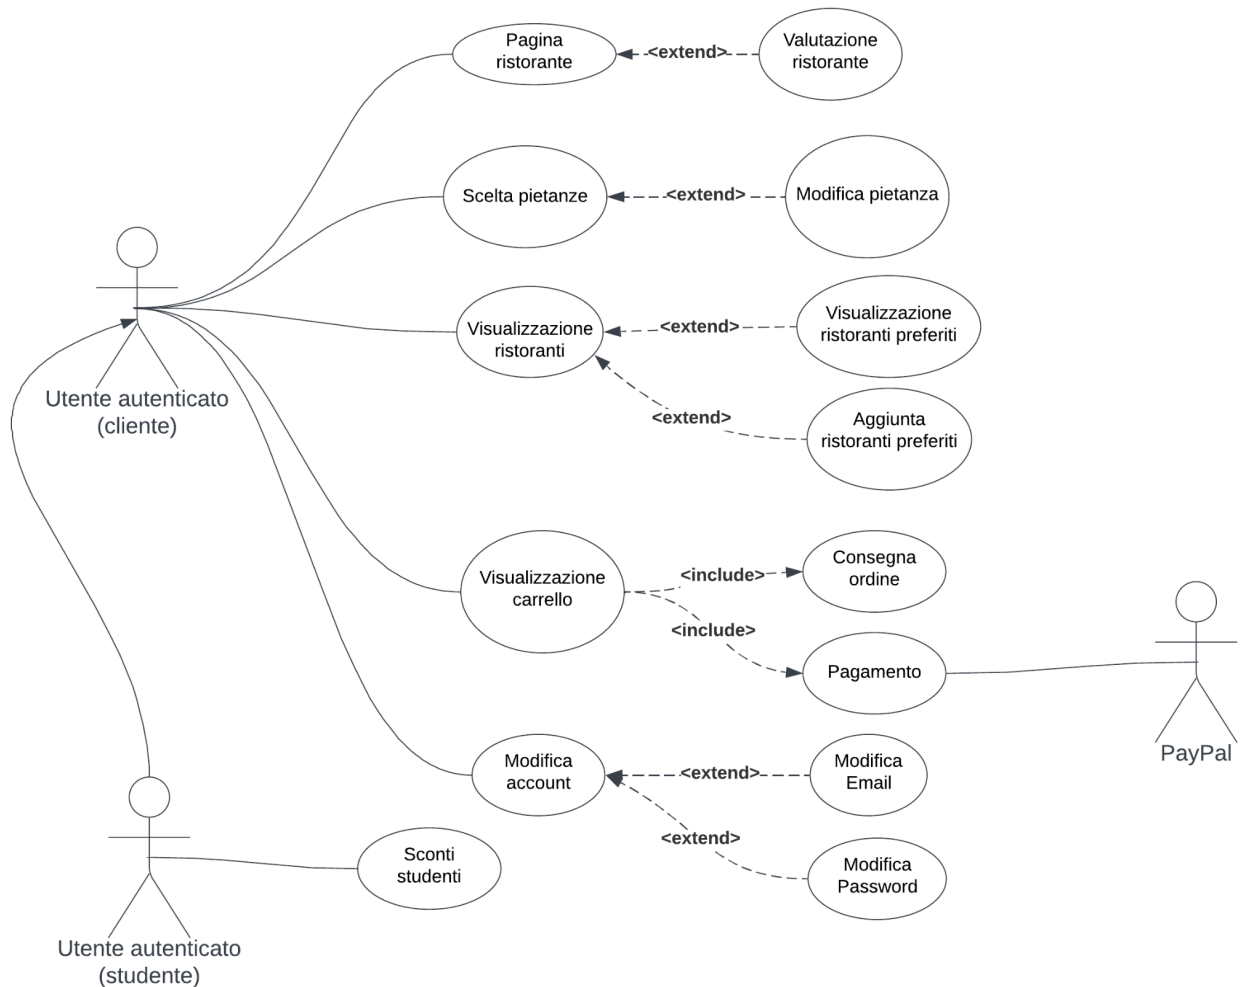 Pagina
ristorante
<extend>
Valutazione
ristorante
Scelta pietanze
<extend>
Modifica pietanza
Utente autenticato
(cliente)
Visualizzazione
ristoranti
<extend>
Visualizzazione
ristoranti preferiti
<extend>
Aggiunta
ristoranti preferiti
Visualizzazione
carrello
<include>
Consegna
ordine
<include>
Pagamento
PayPal
Modifica
account
<extend>
Modifica
Email
<extend>
Modifica
Password
Sconti
studenti
Utente autenticato
(studente)